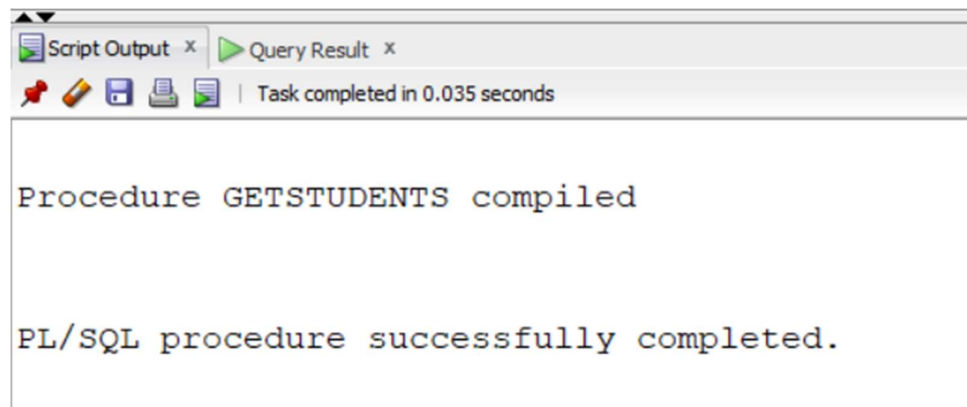 Script Output x Query Result x
Task completed in 0.035 seconds
Procedure GETSTUDENTS compiled
PL/SQL procedure successfully completed.